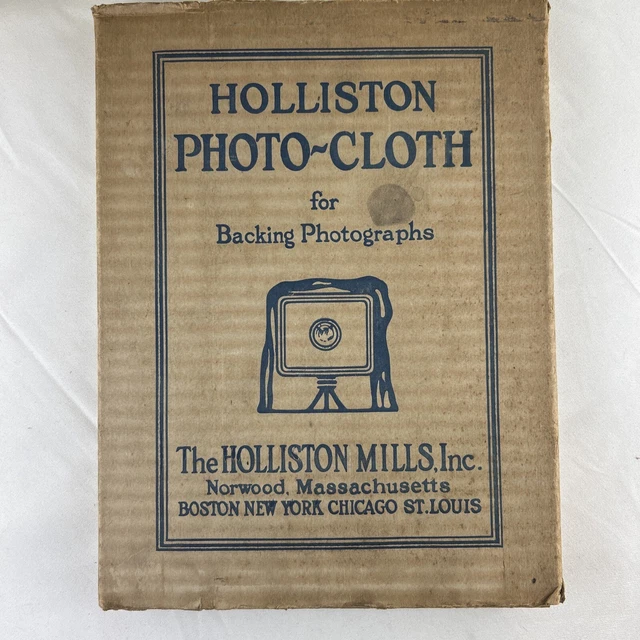 HOLLISTON
PHOTO~CLOTH
for
Backing Photographs
The HOLLISTON MILLS, Inc.
Norwood, Massachusetts
BOSTON NEW YORK CHICAGO ST. LOUIS